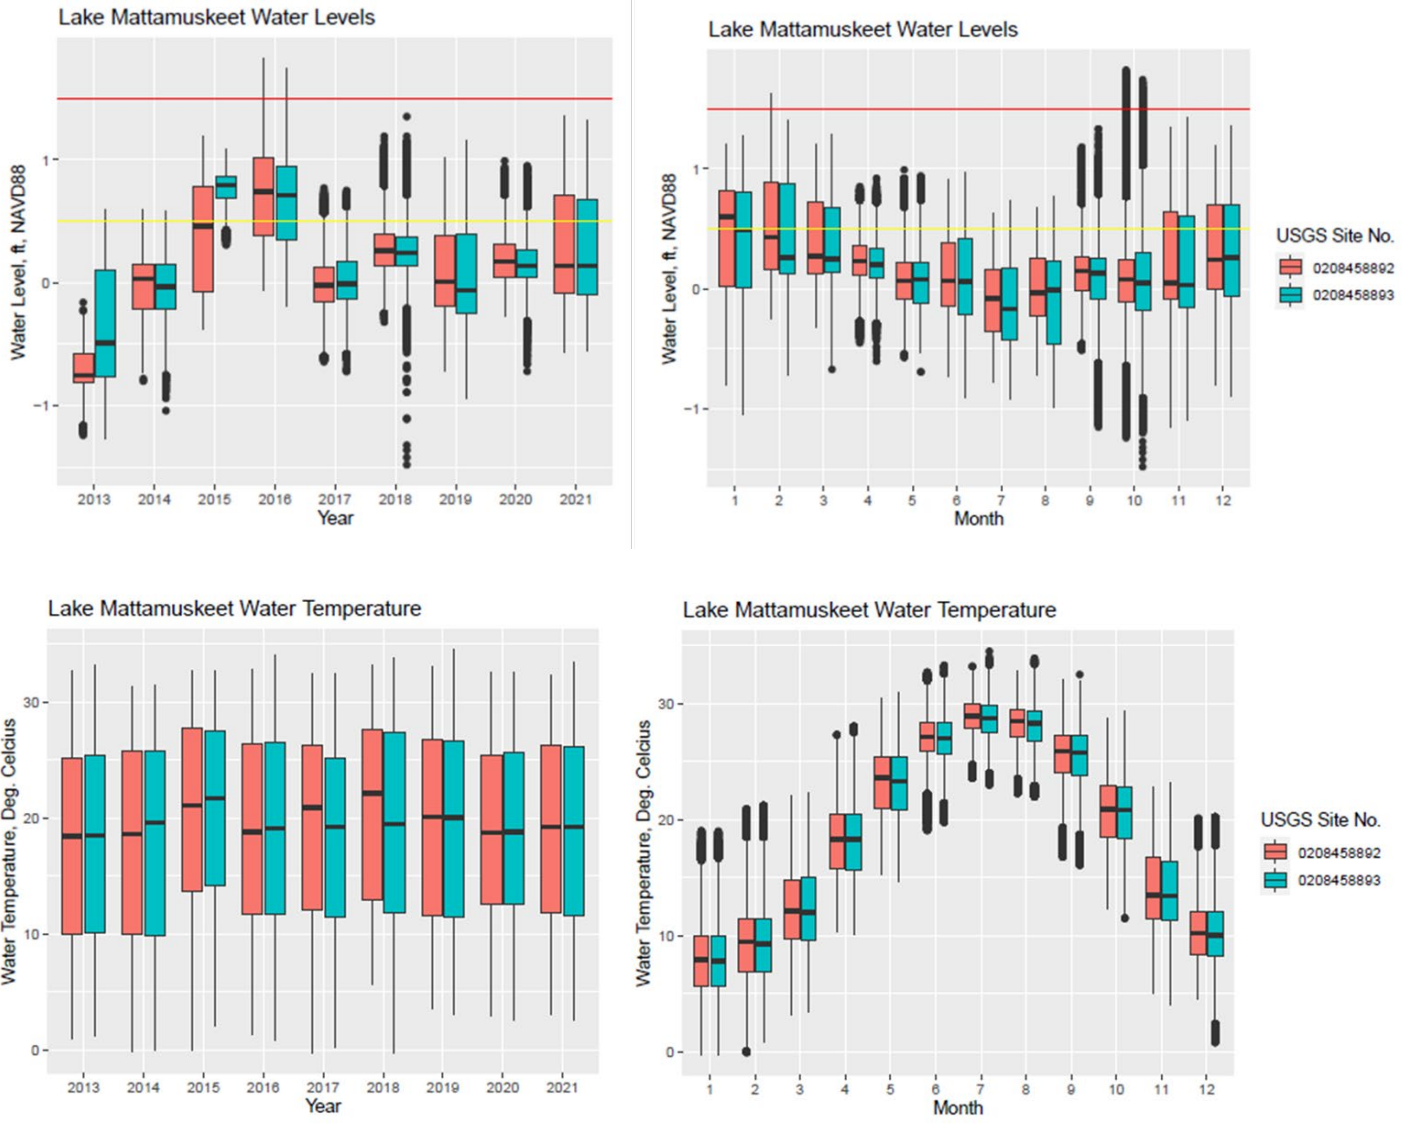 Lake Mattamuskeet Water Levels
Water Level, ft, NAVD88
1
0
−1
2013 2014 2015 2016 2017 2018 2019 2020 2021
Year
Lake Mattamuskeet Water Levels
Water Level, ft, NAVD88
1
0
−1
1 2 3 4 5 6 7 8 9 10 11 12
Month
USGS Site No.
0208458892
0208458893
Lake Mattamuskeet Water Temperature
Water Temperature, Deg. Celcius
30
20
10
0
2013 2014 2015 2016 2017 2018 2019 2020 2021
Year
Lake Mattamuskeet Water Temperature
Water Temperature, Deg. Celcius
30
20
10
0
1 2 3 4 5 6 7 8 9 10 11 12
Month
USGS Site No.
0208458892
0208458893